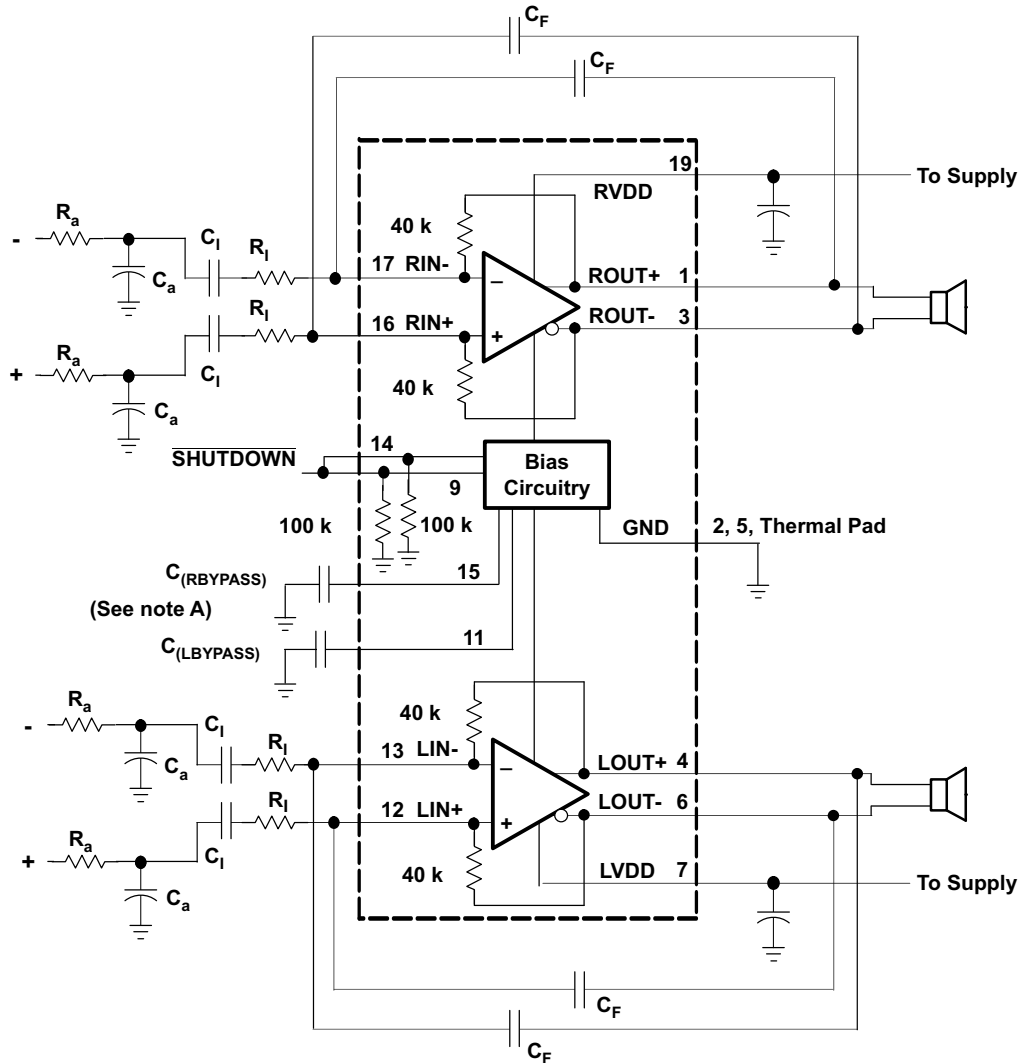 C_F
C_F
19
To Supply
RVDD
R_a
40 k
-
C_I
R_I
17 RIN-
–
ROUT+ 1
C_a
R_I
16 RIN+
+
ROUT- 3
R_a
+
C_I
40 k
C_a
14
SHUTDOWN
Bias
Circuitry
9
100 k
100 k
GND
2, 5, Thermal Pad
C_(RBYPASS)
15
(See note A)
C_(LBYPASS)
11
R_a
40 k
-
C_I
R_I
13 LIN-
–
LOUT+ 4
C_a
R_I
12 LIN+
+
LOUT- 6
R_a
+
C_I
40 k
LVDD 7
To Supply
C_a
C_F
C_F